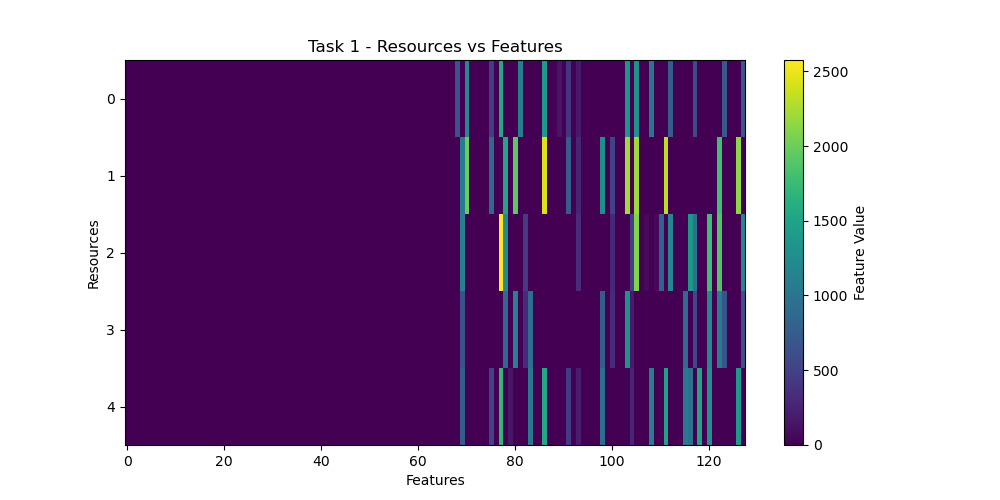 Task 1 - Resources vs Features
Resources
0
1
2
3
4
0 20 40 60 80 100 120
Features
2500
2000
1500
1000
500
0
Feature Value